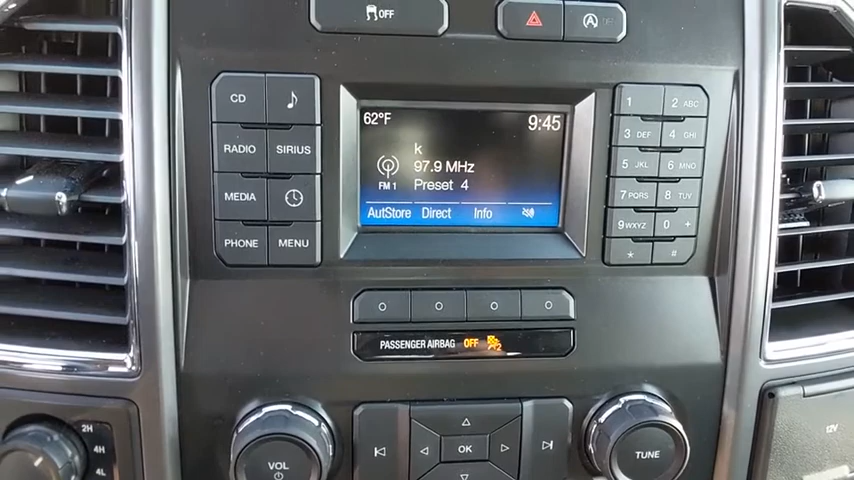 OFF
A
CD
RADIO SIRIUS
MEDIA
PHONE MENU
62°F 9:45
k
97.9 MHz
FM 1 Preset 4
AutoStore Direct Info
1 2 ABC
3 DEF 4 GHI
5 JKL 6 MNO
7 PQRS 8 TUV
9 WXYZ 0 +
* #
PASSENGER AIRBAG OFF 2
2H
4H
4L
VOL
OK
TUNE
12V